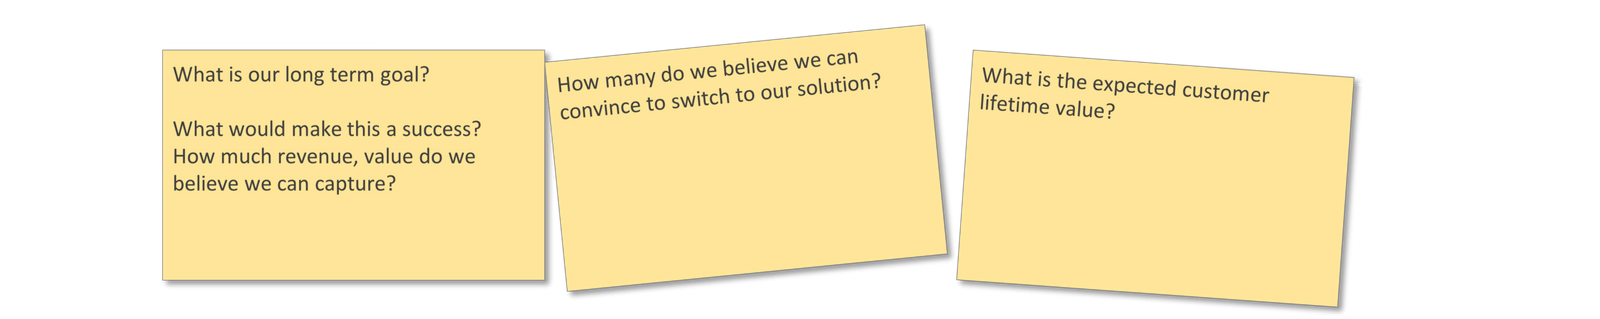 What is our long term goal?
What would make this a success?
How much revenue, value do we
believe we can capture?
How many do we believe we can
convince to switch to our solution?
What is the expected customer
lifetime value?